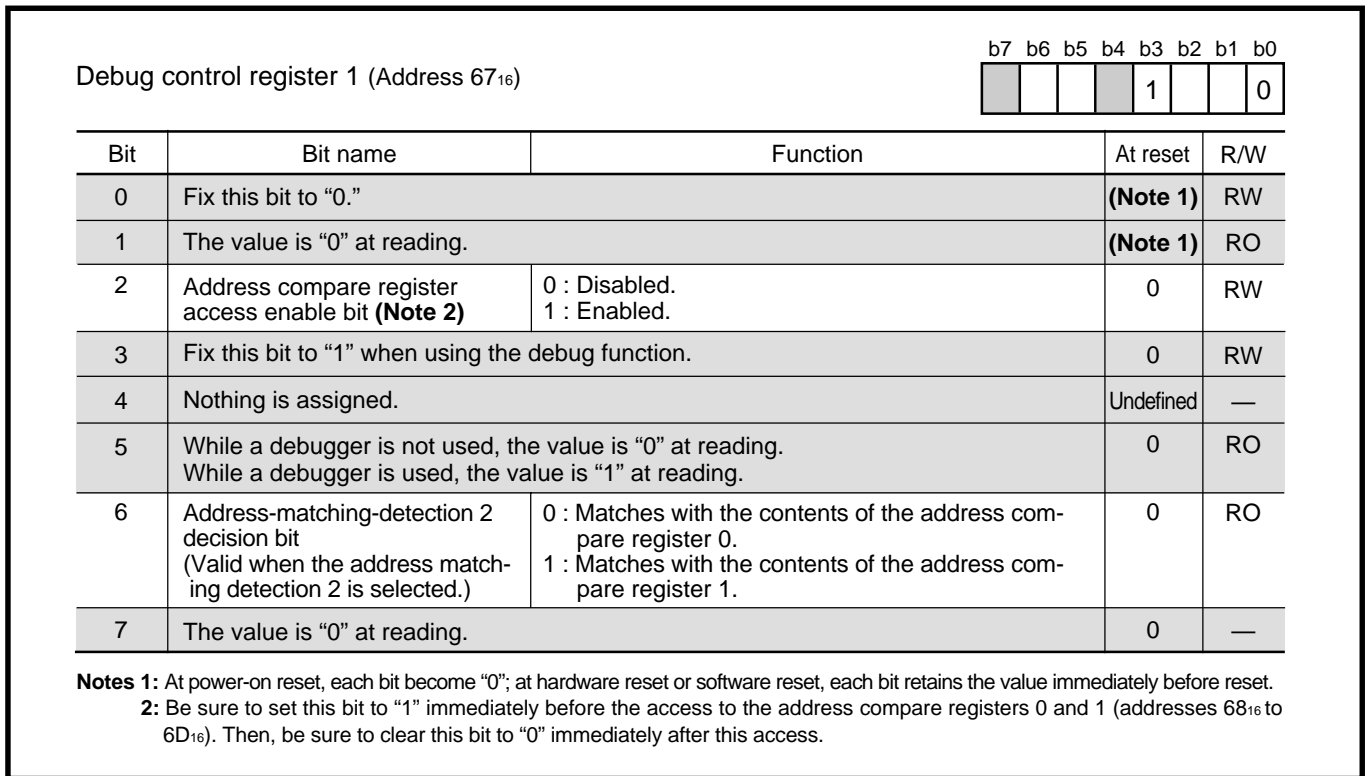 b7 b6 b5 b4 b3 b2 b1 b0
Debug control register 1 (Address 67₁₆)
1 0
Bit Bit name Function At reset R/W
0 Fix this bit to “0.” (Note 1) RW
1 The value is “0” at reading. (Note 1) RO
2 Address compare register 0 : Disabled. 0 RW
access enable bit (Note 2) 1 : Enabled.
3 Fix this bit to “1” when using the debug function. 0 RW
4 Nothing is assigned. Undefined —
5 While a debugger is not used, the value is “0” at reading. 0 RO
While a debugger is used, the value is “1” at reading.
6 Address-matching-detection 2 0 : Matches with the contents of the address com- 0 RO
decision bit pare register 0.
(Valid when the address match- 1 : Matches with the contents of the address com-
ing detection 2 is selected.) pare register 1.
7 The value is “0” at reading. 0 —
Notes 1: At power-on reset, each bit become “0”; at hardware reset or software reset, each bit retains the value immediately before reset.
2: Be sure to set this bit to “1” immediately before the access to the address compare registers 0 and 1 (addresses 68₁₆ to
6D₁₆). Then, be sure to clear this bit to “0” immediately after this access.